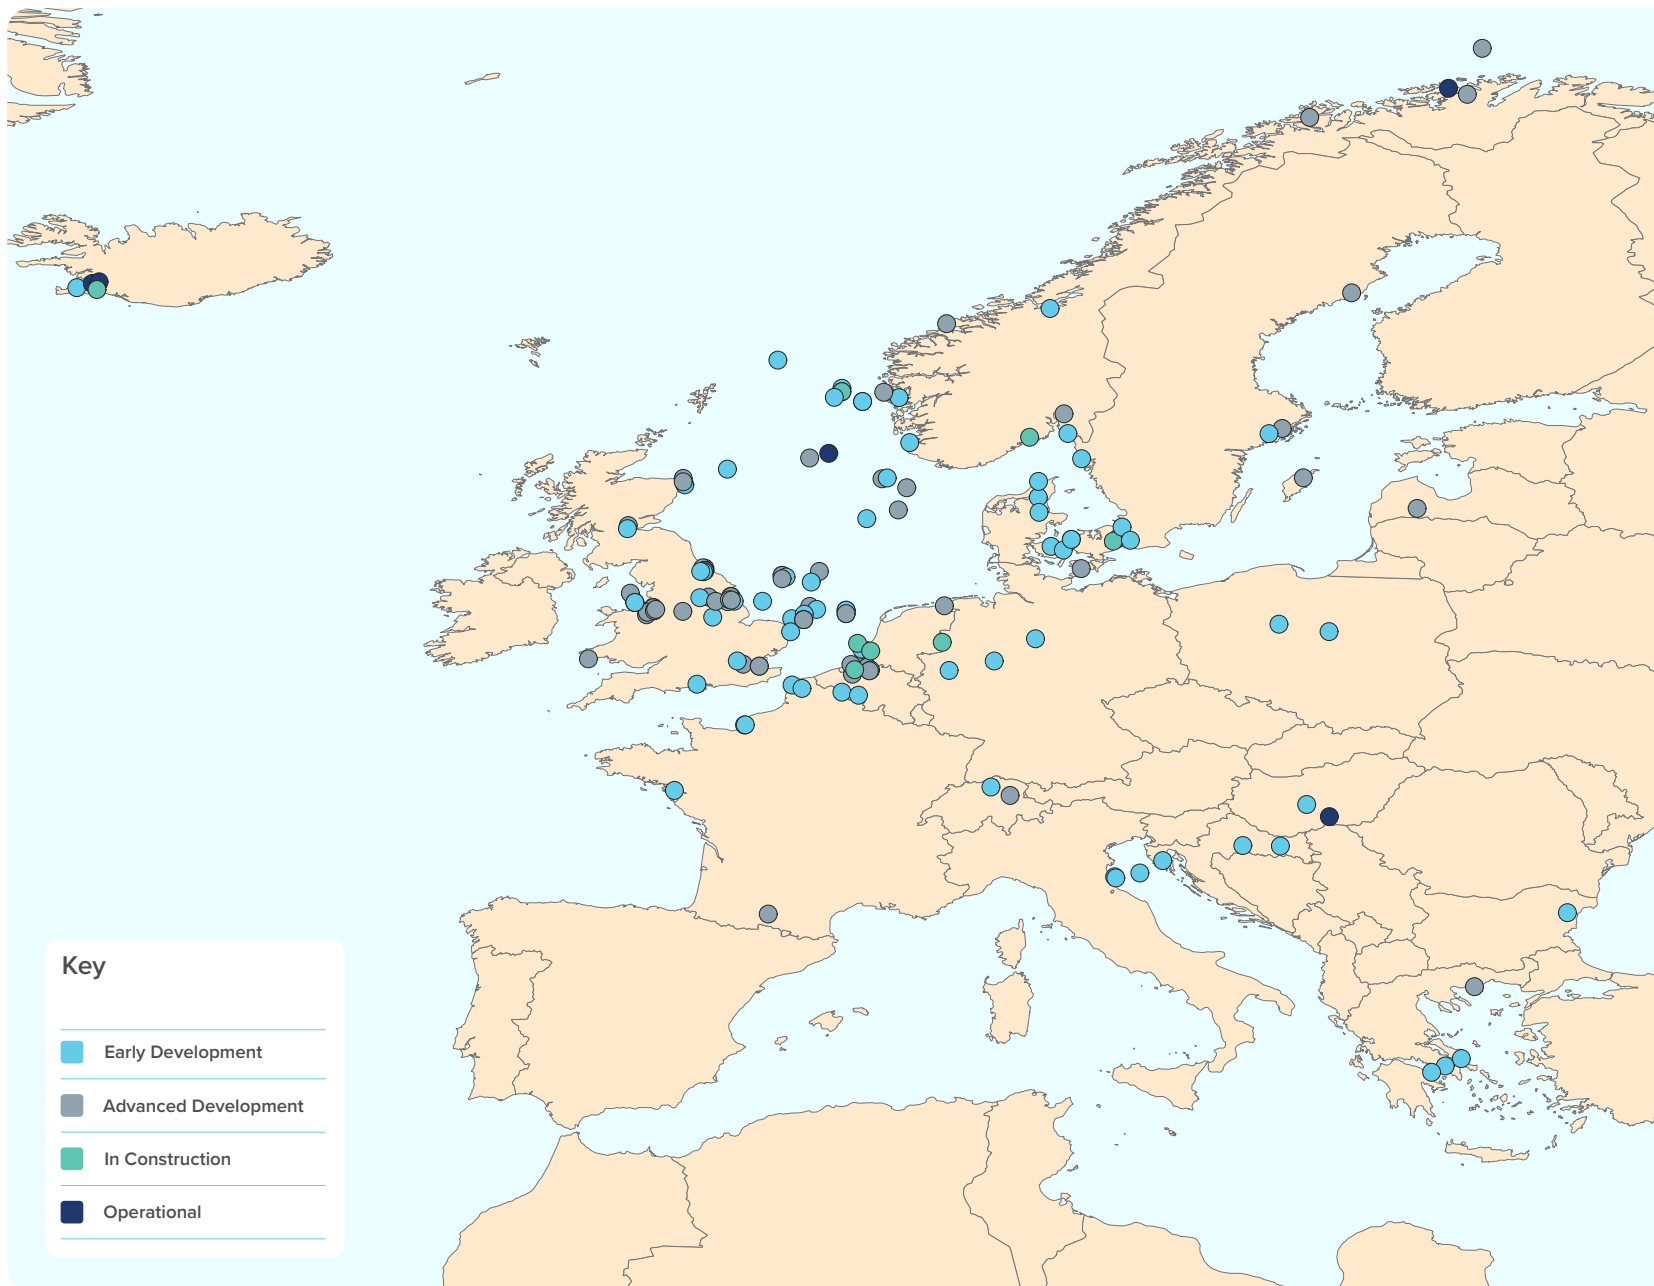 Key
Early Development
Advanced Development
In Construction
Operational